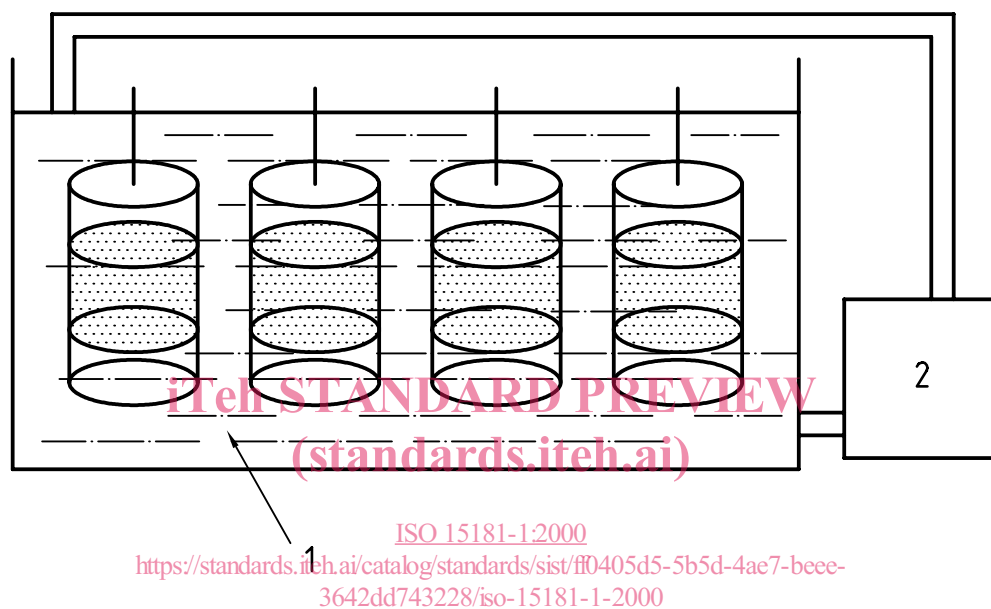 2
iTeh STANDARD PREVIEW
(standards.iteh.ai)
1
ISO 15181-1:2000
https://standards.iteh.ai/catalog/standards/sist/ff0405d5-5b5d-4ae7-beee-
3642dd743228/iso-15181-1-2000